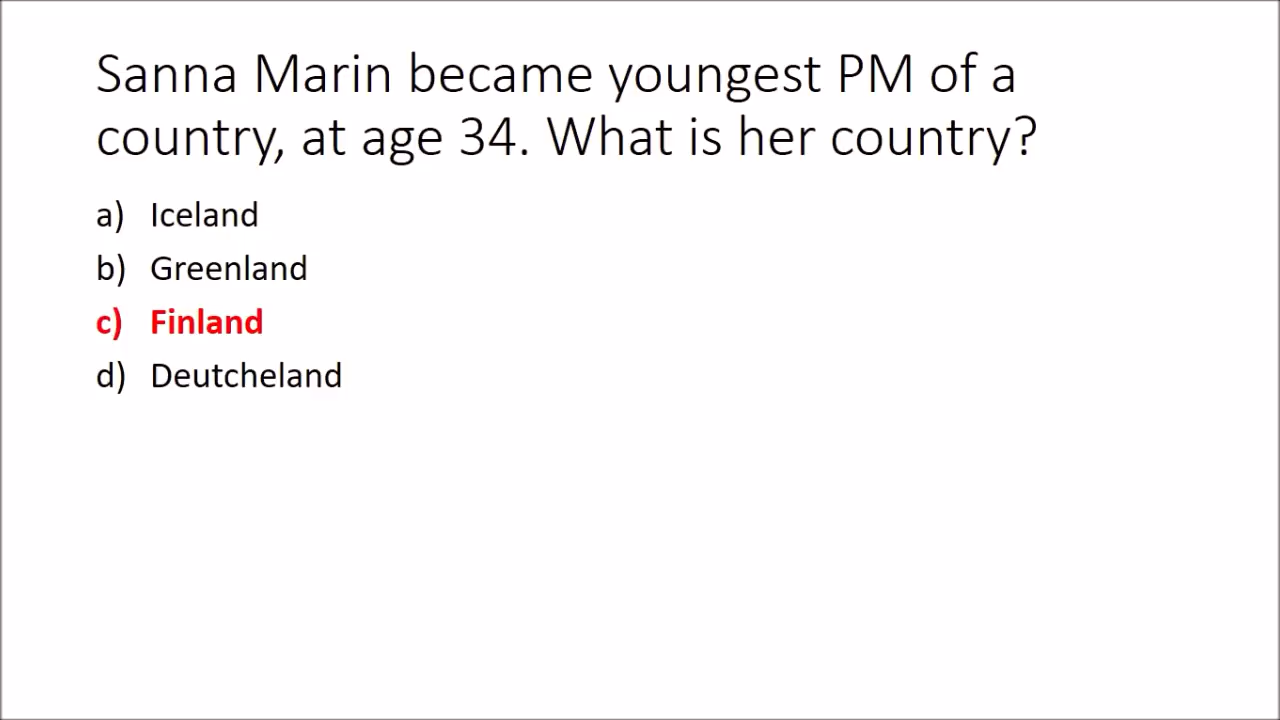 Sanna Marin became youngest PM of a
country, at age 34. What is her country?
a) Iceland
b) Greenland
c) Finland
d) Deutcheland